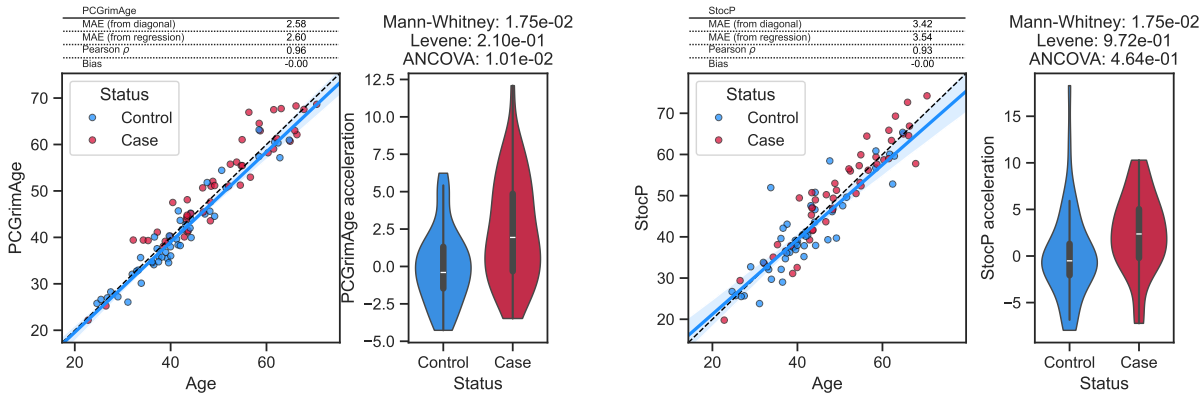 PCGrimAge
MAE (from diagonal) 2.58
MAE (from regression) 2.60
Pearson ρ 0.96
Bias -0.00
Mann-Whitney: 1.75e-02
Levene: 2.10e-01
ANCOVA: 1.01e-02
Status
Control
Case
70
60
50
40
30
20
PCGrimAge
20 40 60
Age
12.5
10.0
7.5
5.0
2.5
0.0
−2.5
−5.0
PCGrimAge acceleration
Control Case
Status
StocP
MAE (from diagonal) 3.42
MAE (from regression) 3.54
Pearson ρ 0.93
Bias -0.00
Mann-Whitney: 1.75e-02
Levene: 9.72e-01
ANCOVA: 4.64e-01
Status
Control
Case
70
60
50
40
30
20
StocP
20 40 60
Age
15
10
5
0
−5
StocP acceleration
Control Case
Status